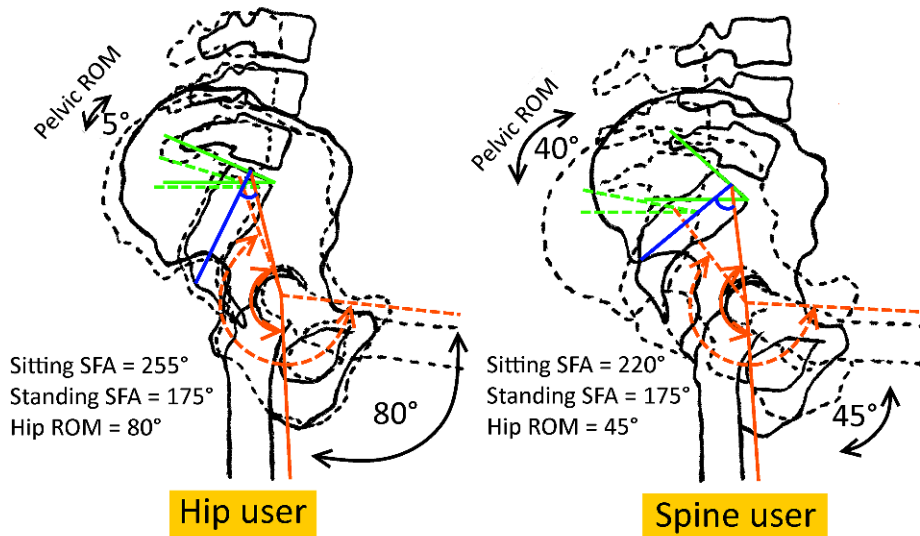 Pelvic ROM
5°
Sitting SFA = 255°
Standing SFA = 175°
Hip ROM = 80°
80°
Hip user
Pelvic ROM
40°
Sitting SFA = 220°
Standing SFA = 175°
Hip ROM = 45°
45°
Spine user